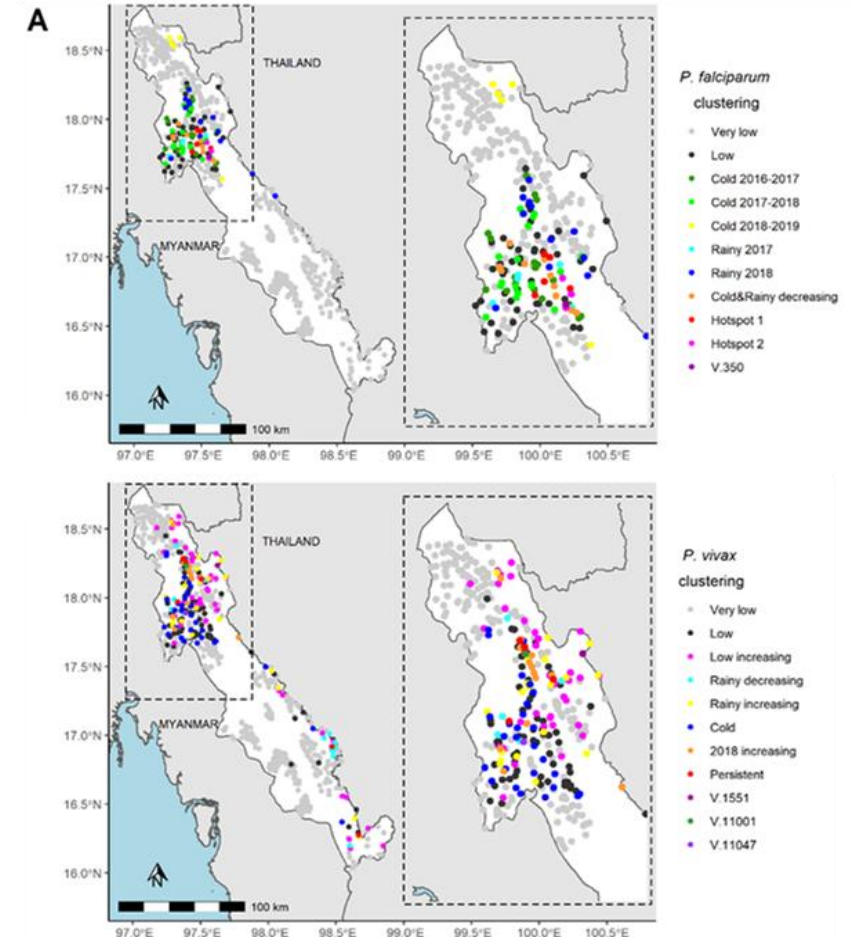 A
18.5°N
18.0°N
17.5°N
17.0°N
16.5°N
16.0°N
THAILAND
MYANMAR
N
100 km
97.0°E 97.5°E 98.0°E 98.5°E 99.0°E 99.5°E 100.0°E 100.5°E
P. falciparum
clustering
Very low
Low
Cold 2016-2017
Cold 2017-2018
Cold 2018-2019
Rainy 2017
Rainy 2018
Cold&Rainy decreasing
Hotspot 1
Hotspot 2
V.350
18.5°N
18.0°N
17.5°N
17.0°N
16.5°N
16.0°N
THAILAND
MYANMAR
N
100 km
97.0°E 97.5°E 98.0°E 98.5°E 99.0°E 99.5°E 100.0°E 100.5°E
P. vivax
clustering
Very low
Low
Low increasing
Rainy decreasing
Rainy increasing
Cold
2018 increasing
Persistent
V.1551
V.11001
V.11047